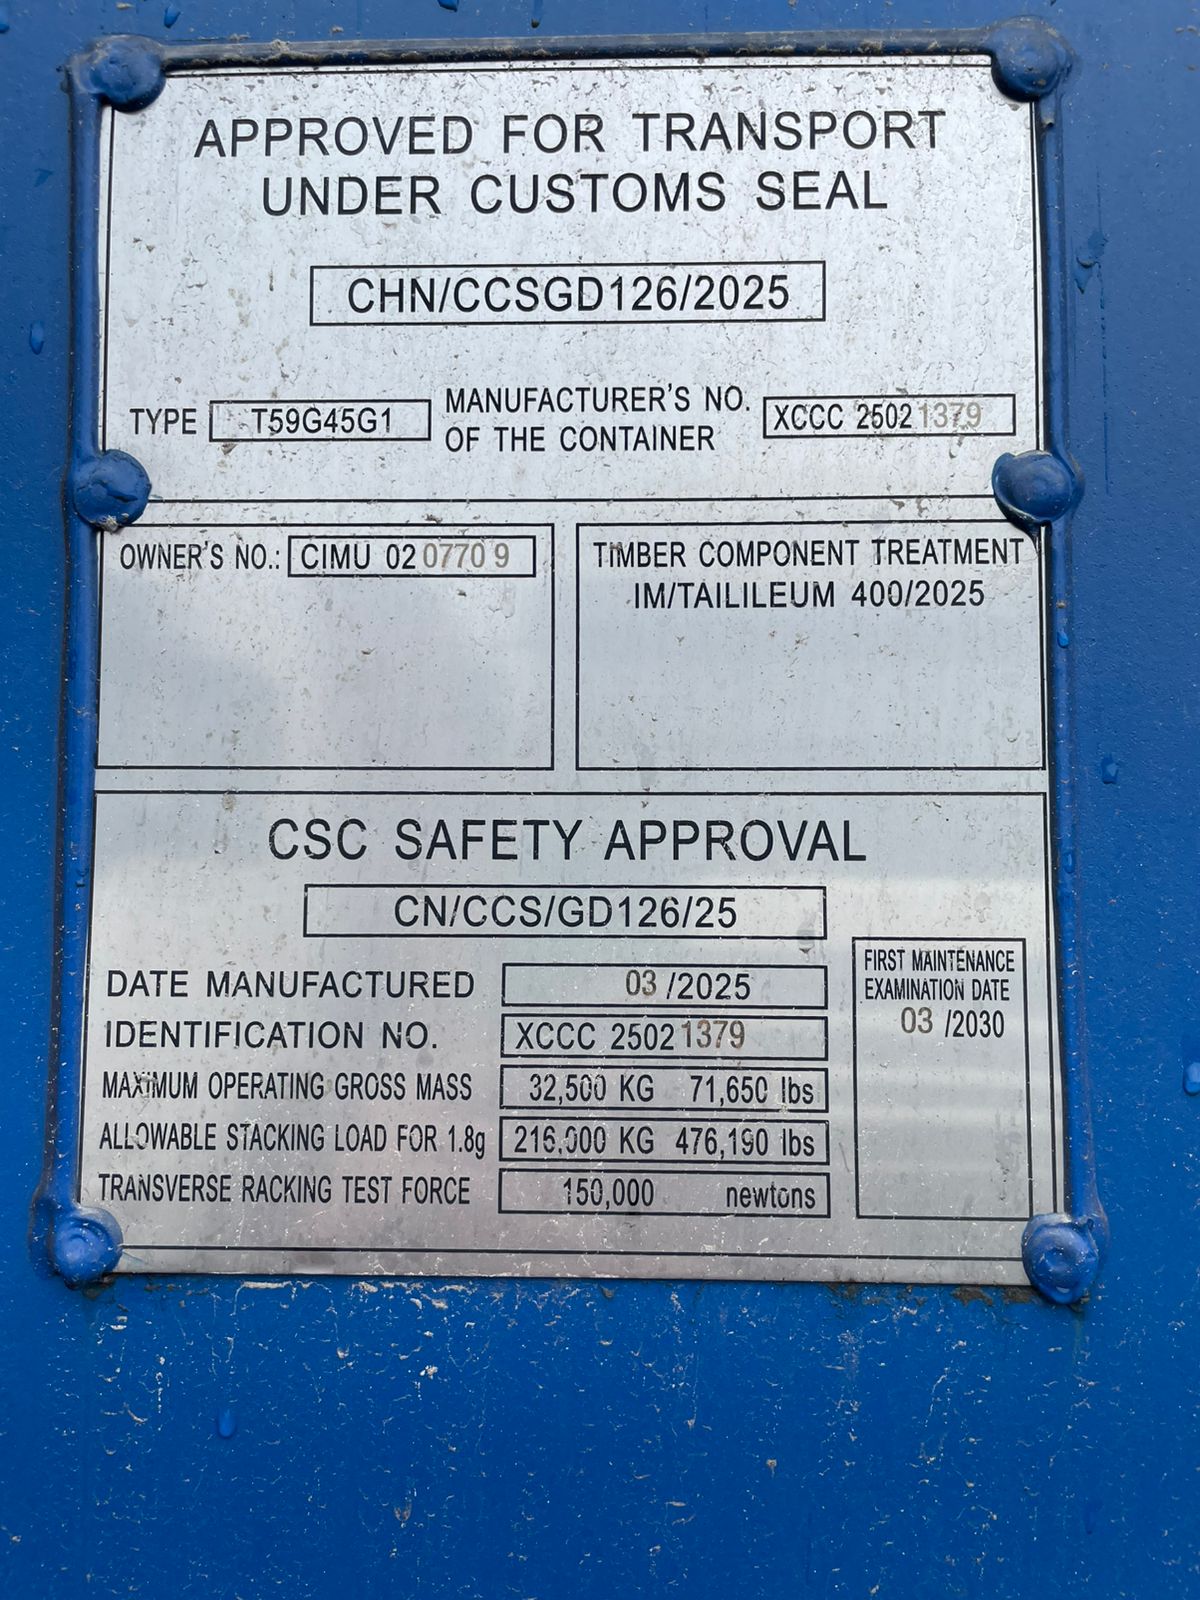 APPROVED FOR TRANSPORT
UNDER CUSTOMS SEAL
CHN/CCSGD126/2025
TYPE T59G45G1 MANUFACTURER'S NO. OF THE CONTAINER XCCC 25021379
OWNER'S NO.: CIMU 020770 9
TIMBER COMPONENT TREATMENT
IM/TAILILEUM 400/2025
CSC SAFETY APPROVAL
CN/CCS/GD126/25
DATE MANUFACTURED 03 /2025
IDENTIFICATION NO. XCCC 25021379
MAXIMUM OPERATING GROSS MASS 32,500 KG 71,650 lbs
ALLOWABLE STACKING LOAD FOR 1.8g 216,000 KG 476,190 lbs
TRANSVERSE RACKING TEST FORCE 150,000 newtons
FIRST MAINTENANCE
EXAMINATION DATE
03 /2030